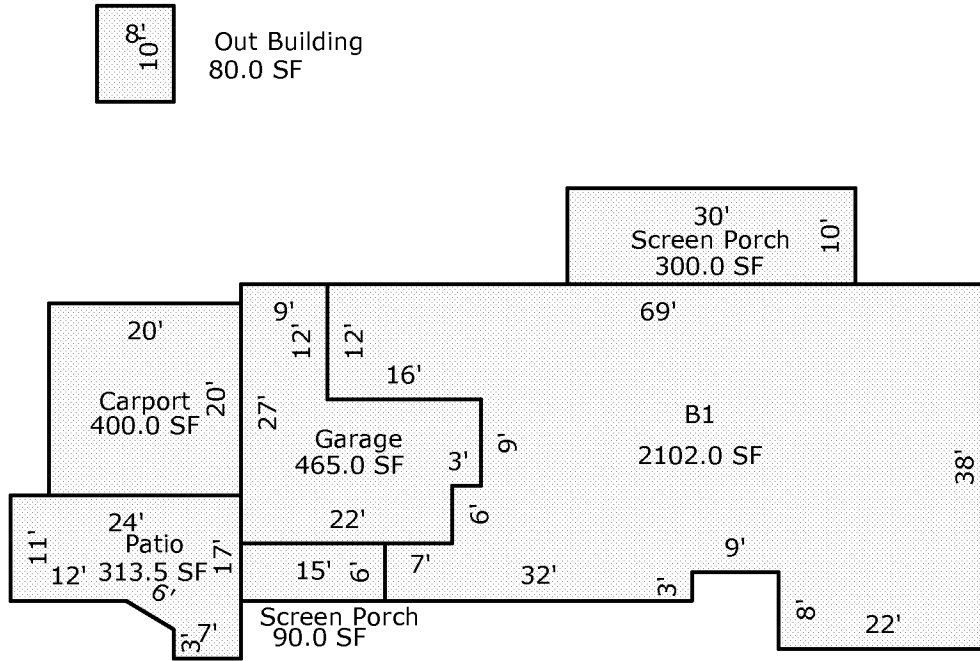 8'
10'
Out Building
80.0 SF
30'
Screen Porch
300.0 SF
10'
20'
Carport
400.0 SF
20'
9'
12'
12'
16'
27'
Garage
465.0 SF
3'
9'
6'
22'
69'
B1
2102.0 SF
38'
24'
Patio
313.5 SF
11'
17'
12'
6'
7'
3'
15'
6'
Screen Porch
90.0 SF
7'
32'
3'
9'
8'
22'